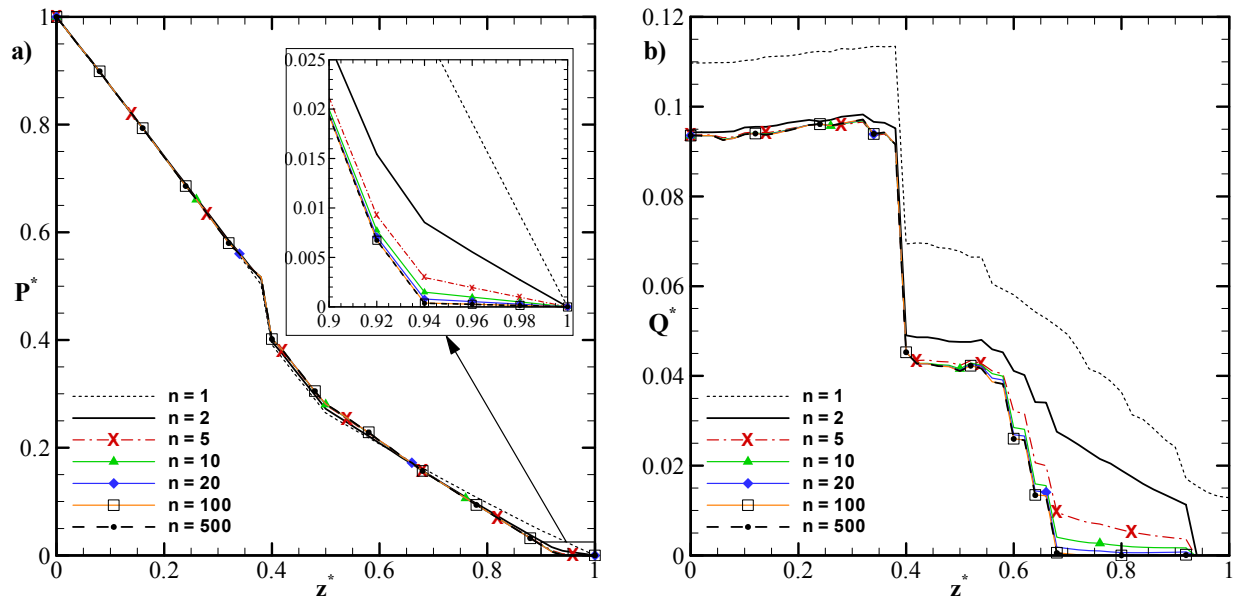 a)
P*
1
0.8
0.6
0.4
0.2
0
0 0.2 0.4 0.6 0.8 1
z*
0.025
0.02
0.015
0.01
0.005
0
0.9 0.92 0.94 0.96 0.98 1
n = 1
n = 2
n = 5
n = 10
n = 20
n = 100
n = 500
b)
Q*
0.12
0.1
0.08
0.06
0.04
0.02
0
0 0.2 0.4 0.6 0.8 1
z*
n = 1
n = 2
n = 5
n = 10
n = 20
n = 100
n = 500